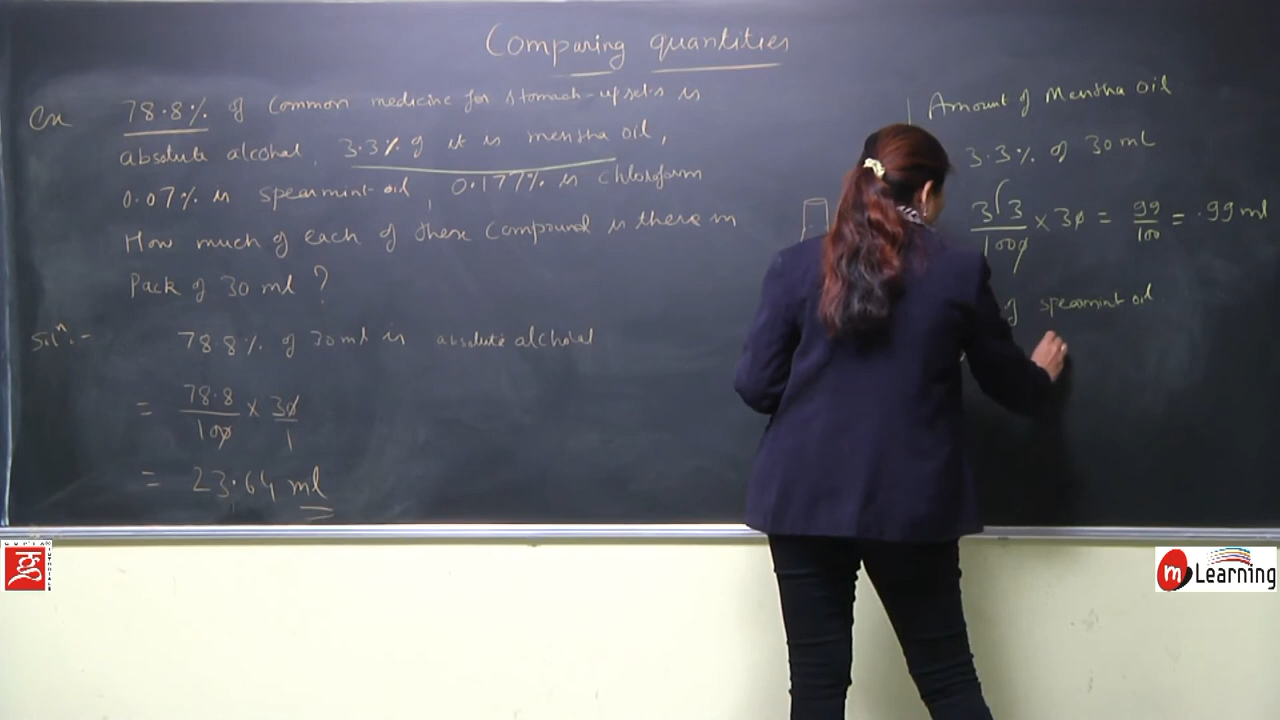 Comparing quantities
Ex 78.8% of Common medicine for stomach-upsets is
absolute alcohol, 3.3% of it is mentha oil,
0.07% is spearmint-oil, 0.177% is chloroform
How much of each of these Compound is there in
Pack of 30 ml ?
Solⁿ:- 78.8% of 30ml is absolute alcohol
= 78.8/100 × 30/1
= 23.64 ml
Amount of Mentha Oil
3.3% of 30 ml
33/1000 × 30 = 99/100 = .99 ml
of spearmint oil
GUPTA TUTORIALS
m Learning